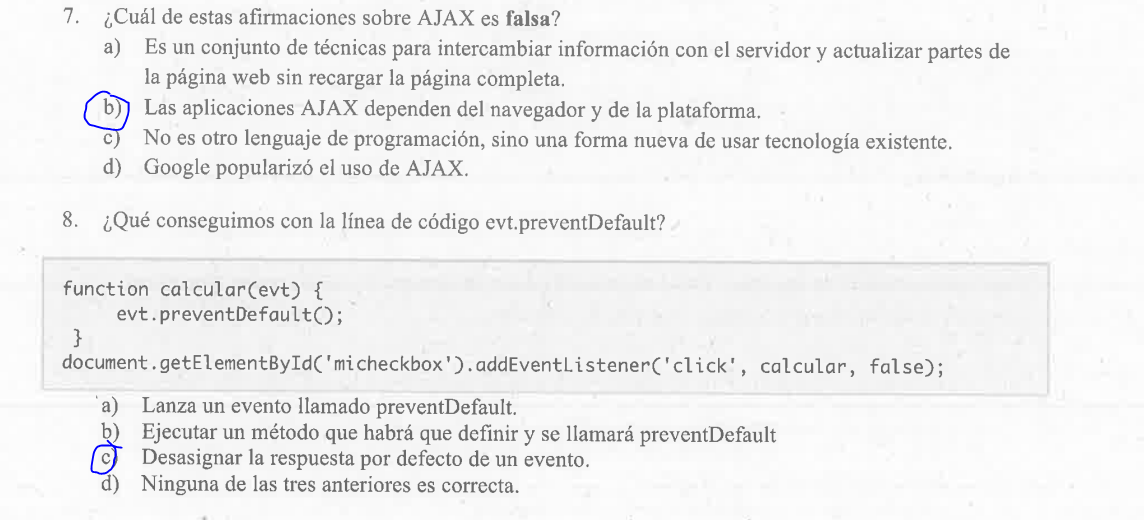 7. ¿Cuál de estas afirmaciones sobre AJAX es falsa?
a) Es un conjunto de técnicas para intercambiar información con el servidor y actualizar partes de
la página web sin recargar la página completa.
b) Las aplicaciones AJAX dependen del navegador y de la plataforma.
c) No es otro lenguaje de programación, sino una forma nueva de usar tecnología existente.
d) Google popularizó el uso de AJAX.
8. ¿Qué conseguimos con la línea de código evt.preventDefault?
function calcular(evt) {
evt.preventDefault();
}
document.getElementById('micheckbox').addEventListener('click', calcular, false);
a) Lanza un evento llamado preventDefault.
b) Ejecutar un método que habrá que definir y se llamará preventDefault
c) Desasignar la respuesta por defecto de un evento.
d) Ninguna de las tres anteriores es correcta.